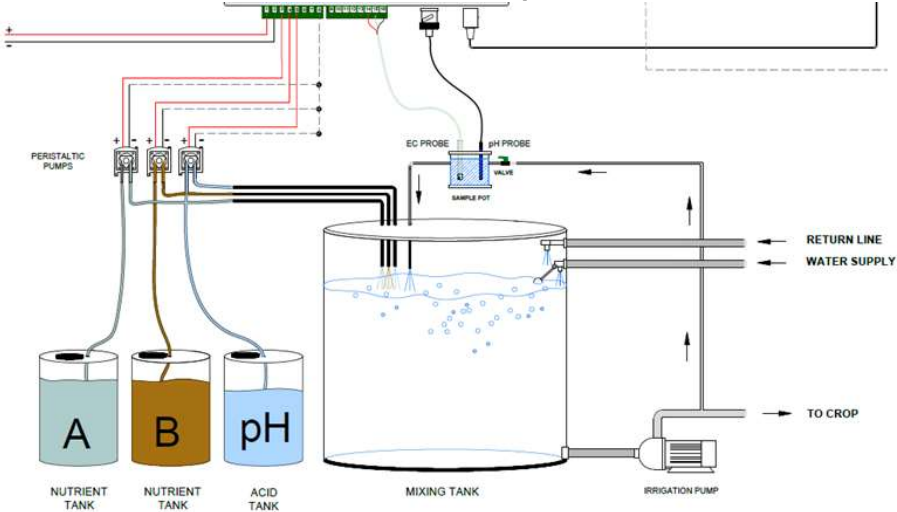 +
-
+ - + - + -
PERISTALTIC
PUMPS
EC PROBE
pH PROBE
VALVE
SAMPLE POT
RETURN LINE
WATER SUPPLY
A
B
pH
TO CROP
NUTRIENT
TANK
NUTRIENT
TANK
ACID
TANK
MIXING TANK
IRRIGATION PUMP